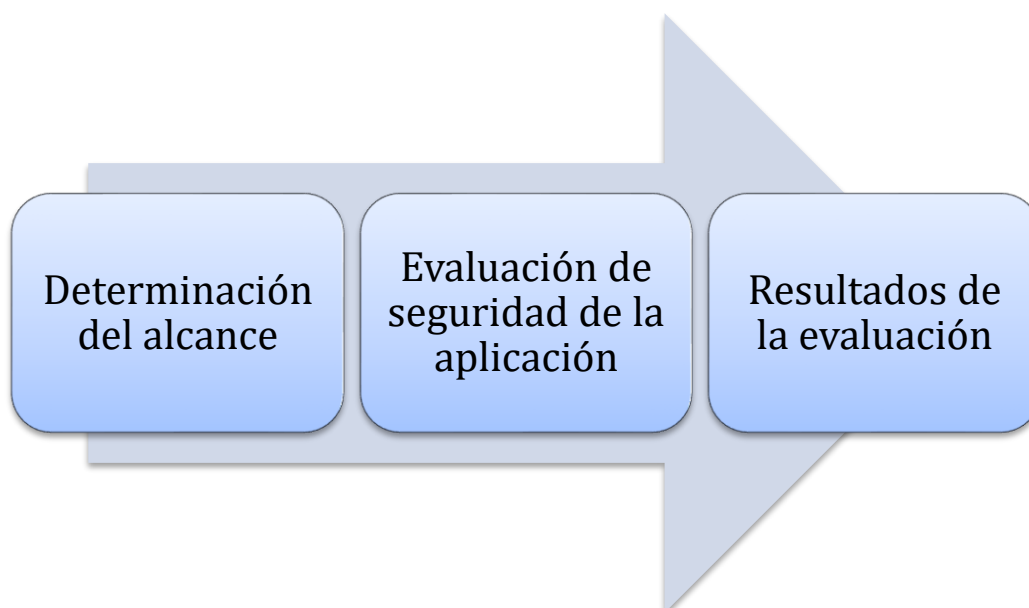 Determinación
del alcance
Evaluación de
seguridad de la
aplicación
Resultados de
la evaluación